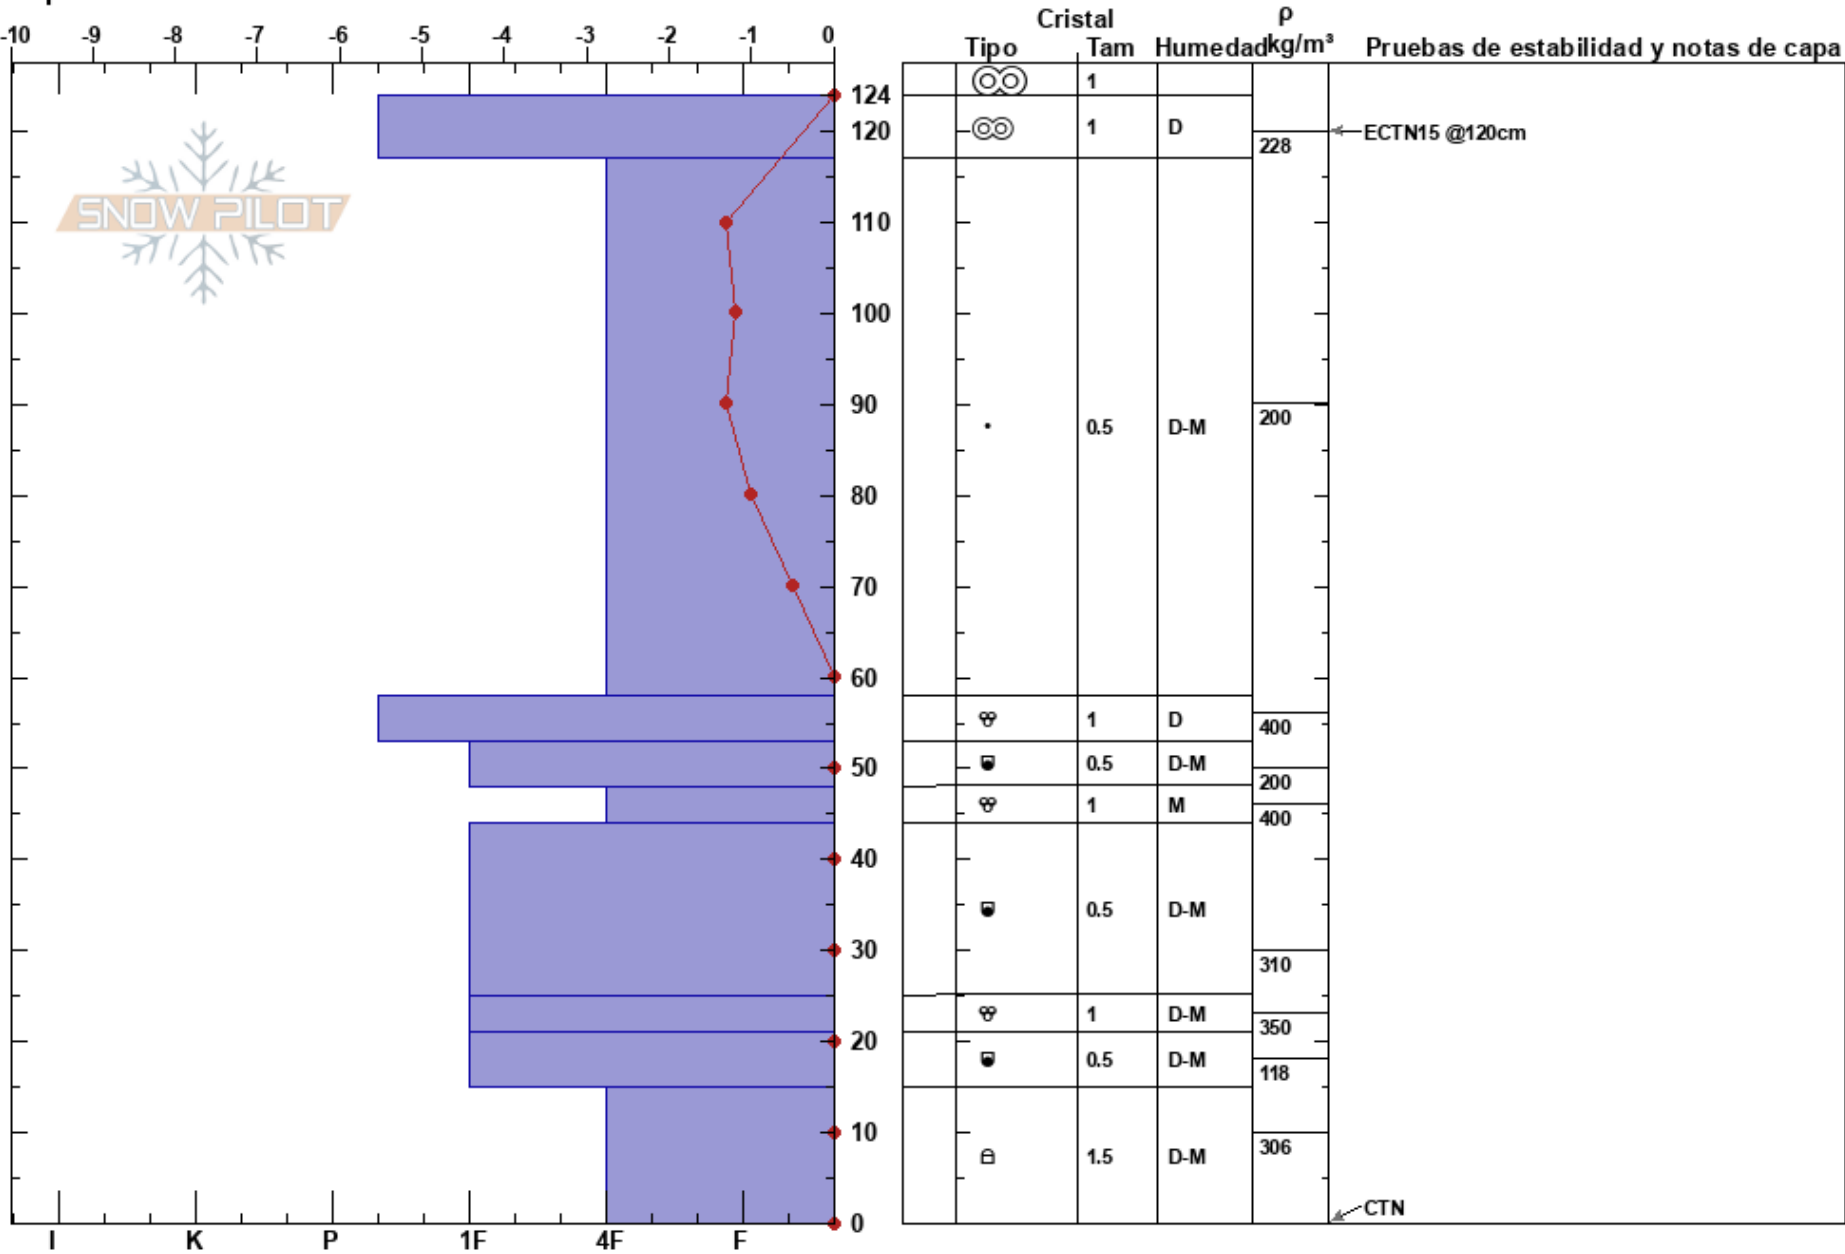 Cristal ρ
-10 -9 -8 -7 -6 -5 -4 -3 -2 -1 0 Tipo Tam Humedad kg/m³ Pruebas de estabilidad y notas de capa
1
124
1 D
120 ECTN15 @120cm
228
SNOW PILOT
110
100
90
200
0.5 D-M
80
70
60
1 D
400
0.5 D-M
50
200
1 M
400
40
0.5 D-M
30
310
1 D-M
350
20
0.5 D-M
118
10
306
1.5 D-M
CTN
0
I K P 1F 4F F